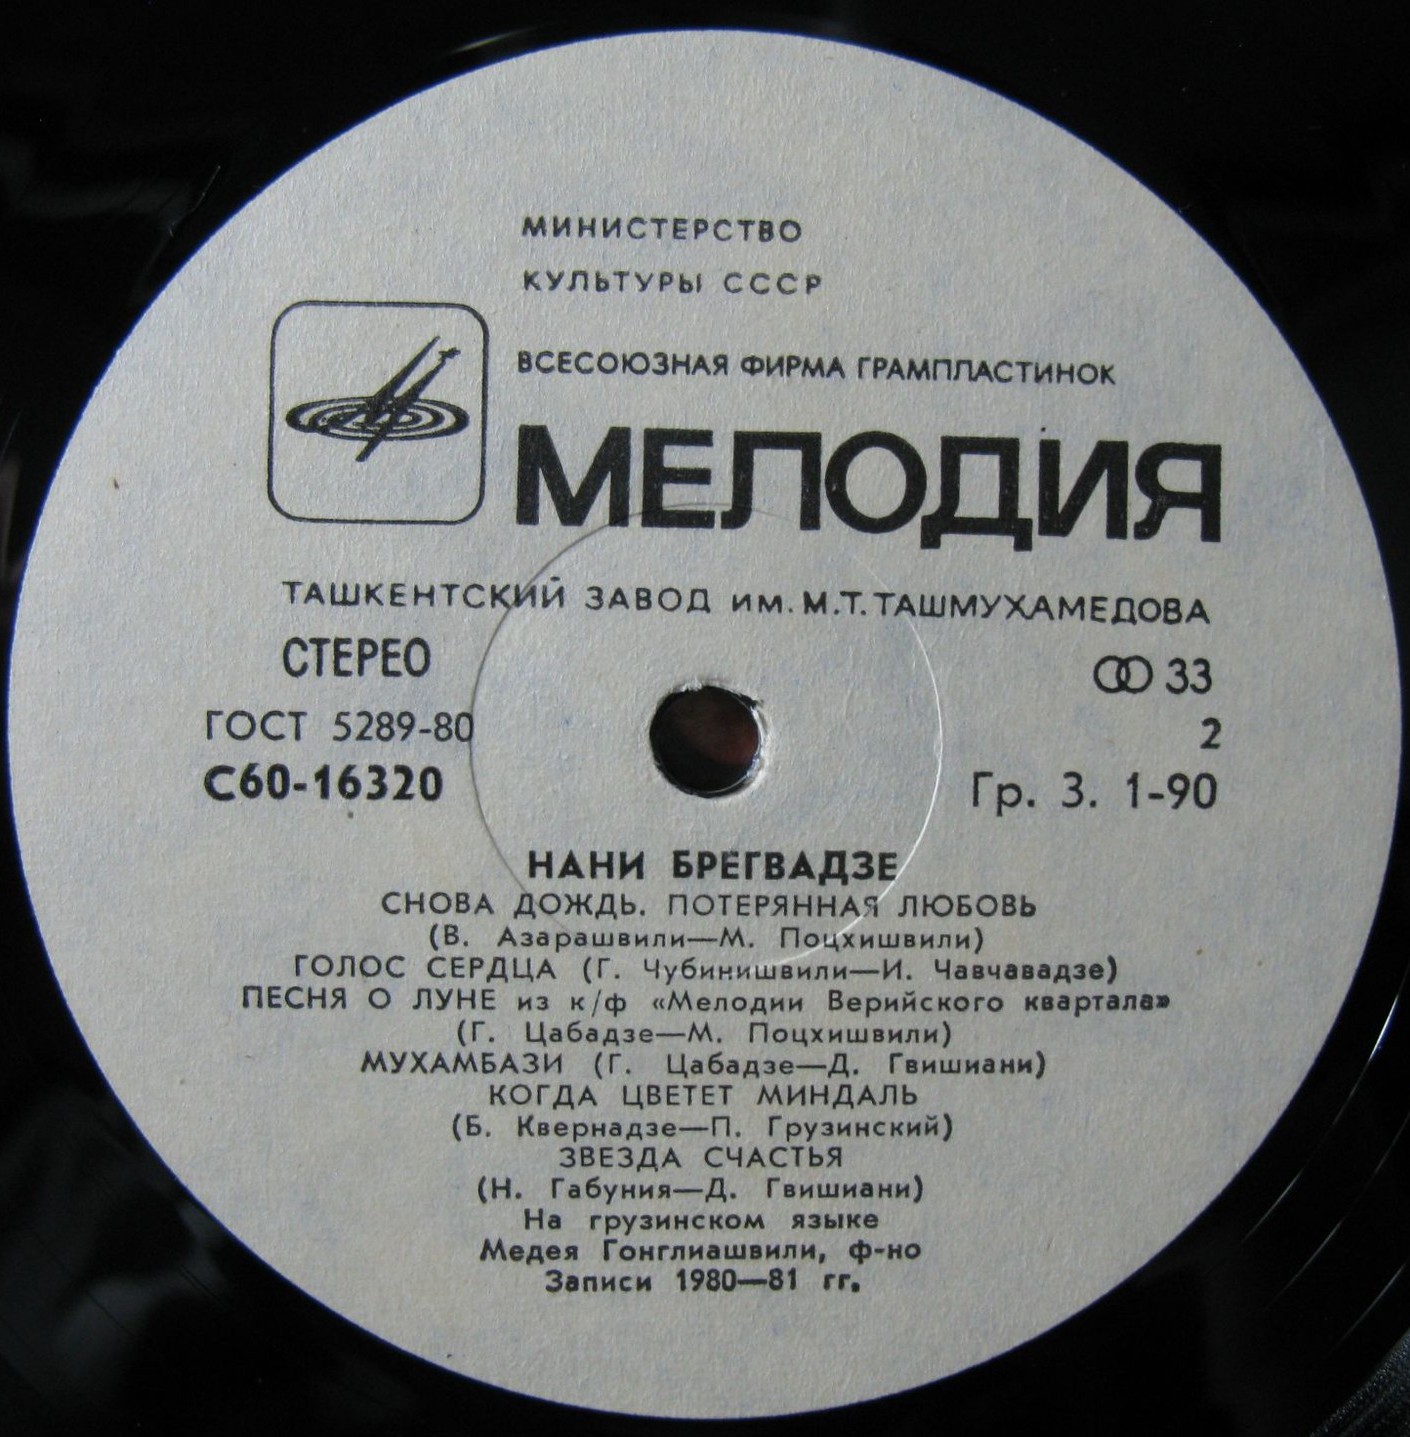 МИНИСТЕРСТВО
КУЛЬТУРЫ СССР
ВСЕСОЮЗНАЯ ФИРМА ГРАМПЛАСТИНОК
МЕЛОДИЯ
ТАШКЕНТСКИЙ ЗАВОД им. М.Т. ТАШМУХАМЕДОВА
СТЕРЕО 33
ГОСТ 5289-80 2
С60-16320 Гр. 3. 1-90
НАНИ БРЕГВАДЗЕ
СНОВА ДОЖДЬ. ПОТЕРЯННАЯ ЛЮБОВЬ
(В. Азарашвили—М. Поцхишвили)
ГОЛОС СЕРДЦА (Г. Чубинишвили—И. Чавчавадзе)
ПЕСНЯ О ЛУНЕ из к/ф «Мелодии Верийского квартала»
(Г. Цабадзе—М. Поцхишвили)
МУХАМБАЗИ (Г. Цабадзе—Д. Гвишиани)
КОГДА ЦВЕТЕТ МИНДАЛЬ
(Б. Квернадзе—П. Грузинский)
ЗВЕЗДА СЧАСТЬЯ
(Н. Габуния—Д. Гвишиани)
На грузинском языке
Медея Гонглиашвили, ф-но
Записи 1980—81 гг.